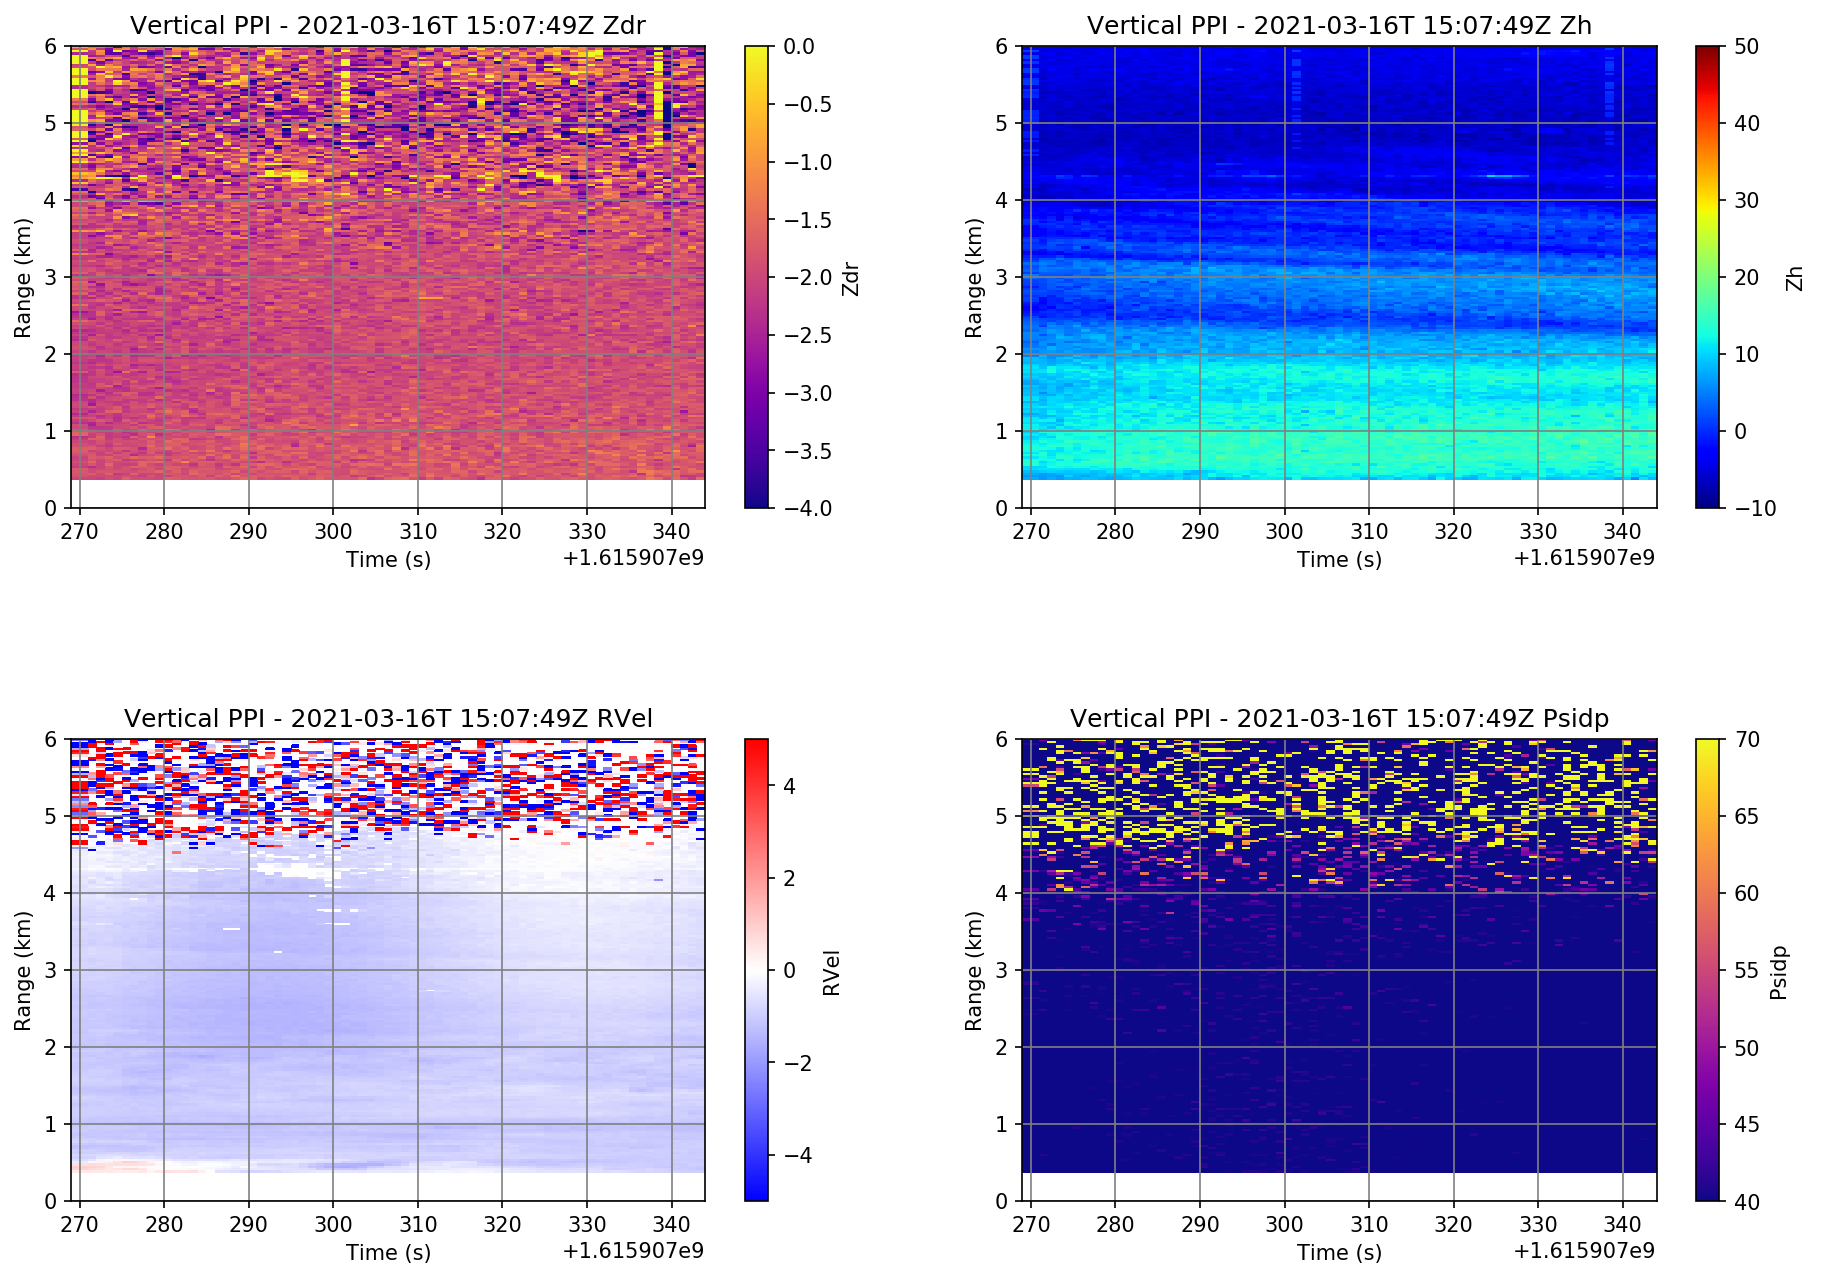 Vertical PPI - 2021-03-16T 15:07:49Z Zdr
6
5
4
3
2
1
0
Range (km)
270 280 290 300 310 320 330 340
Time (s)
+1.615907e9
0.0
−0.5
−1.0
−1.5
−2.0
−2.5
−3.0
−3.5
−4.0
Zdr
Vertical PPI - 2021-03-16T 15:07:49Z Zh
6
5
4
3
2
1
0
Range (km)
270 280 290 300 310 320 330 340
Time (s)
+1.615907e9
50
40
30
20
10
0
−10
Zh
Vertical PPI - 2021-03-16T 15:07:49Z RVel
6
5
4
3
2
1
0
Range (km)
270 280 290 300 310 320 330 340
Time (s)
+1.615907e9
4
2
0
−2
−4
RVel
Vertical PPI - 2021-03-16T 15:07:49Z Psidp
6
5
4
3
2
1
0
Range (km)
270 280 290 300 310 320 330 340
Time (s)
+1.615907e9
70
65
60
55
50
45
40
Psidp